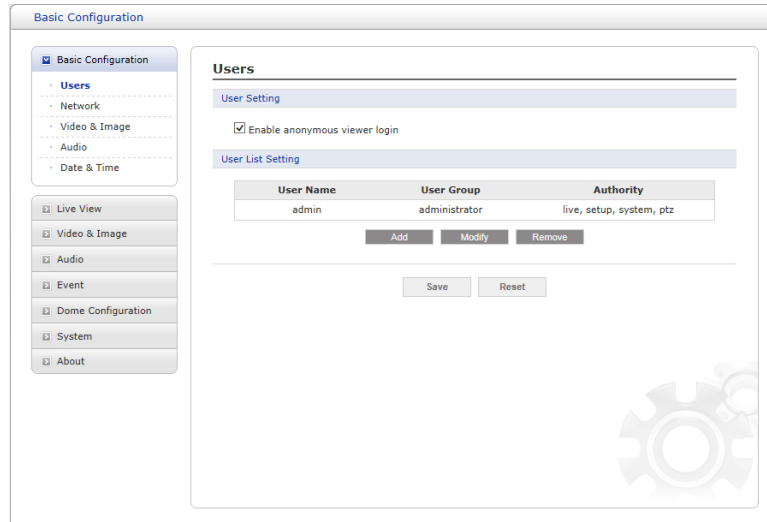 Basic Configuration
Basic Configuration
Users
Network
Video & Image
Audio
Date & Time
Live View
Video & Image
Audio
Event
Dome Configuration
System
About
Users
User Setting
Enable anonymous viewer login
User List Setting
User Name User Group Authority
admin administrator live, setup, system, ptz
Add Modify Remove
Save Reset